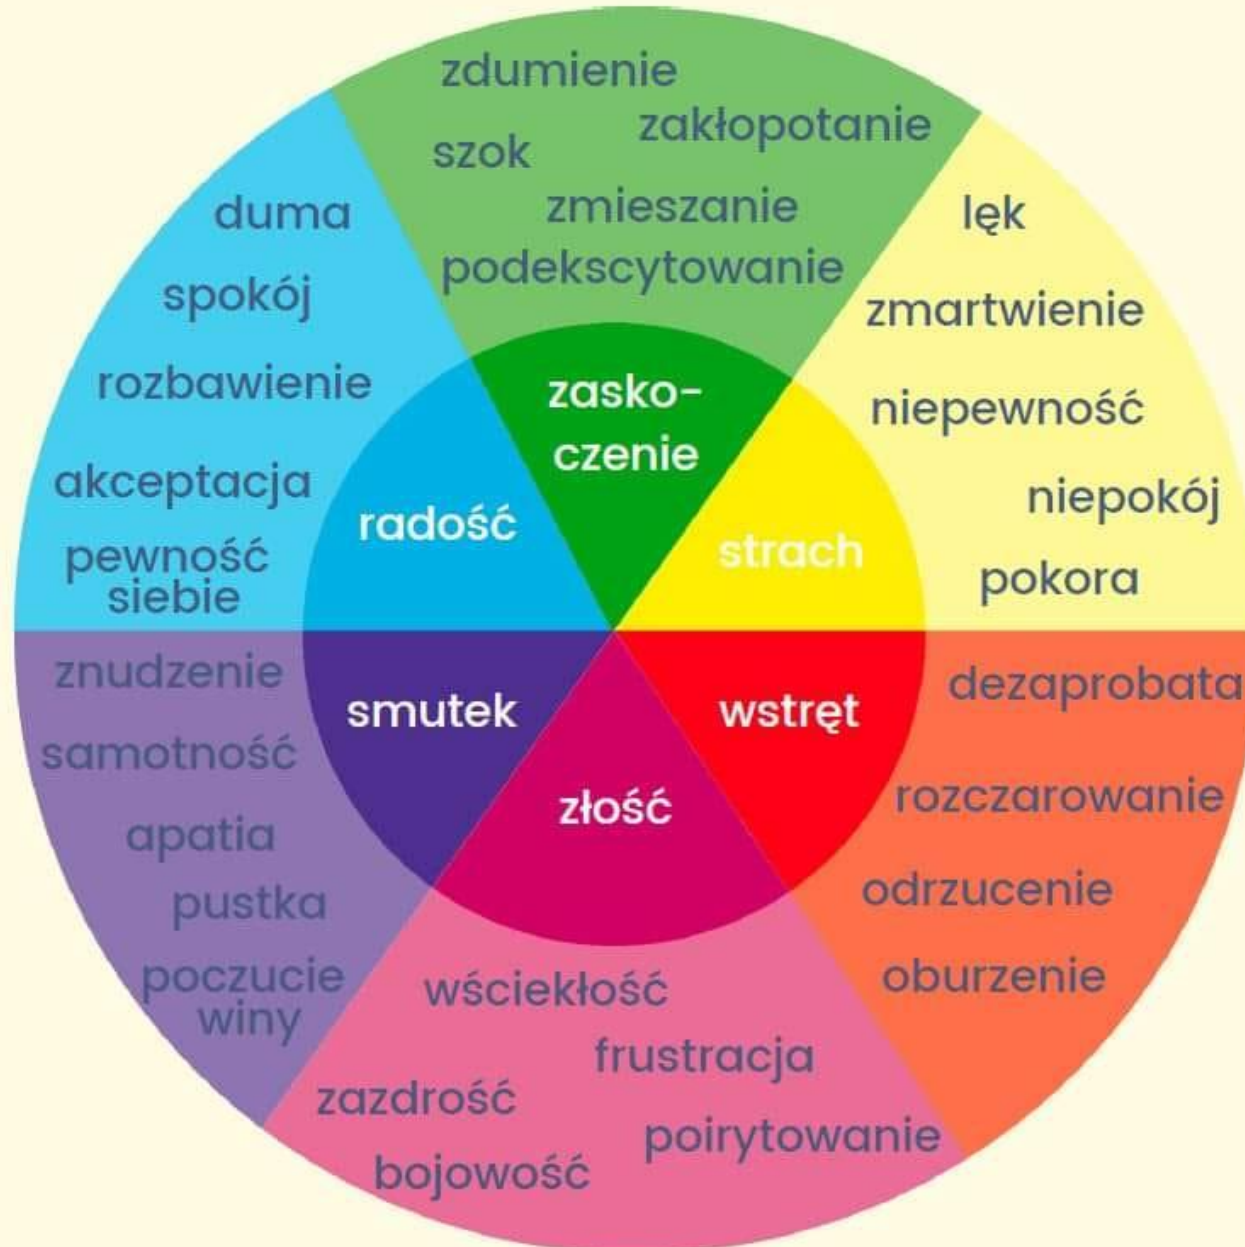 zdumienie
zakłopotanie
szok
zmieszanie
podekscytowanie
zasko-
czenie
lęk
zmartwienie
niepewność
niepokój
pokora
strach
dezaprobata
rozczarowanie
odrzucenie
oburzenie
wstręt
złość
wściekłość
frustracja
zazdrość
poirytowanie
bojowość
smutek
znudzenie
samotność
apatia
pustka
poczucie
winy
radość
duma
spokój
rozbawienie
akceptacja
pewność
siebie